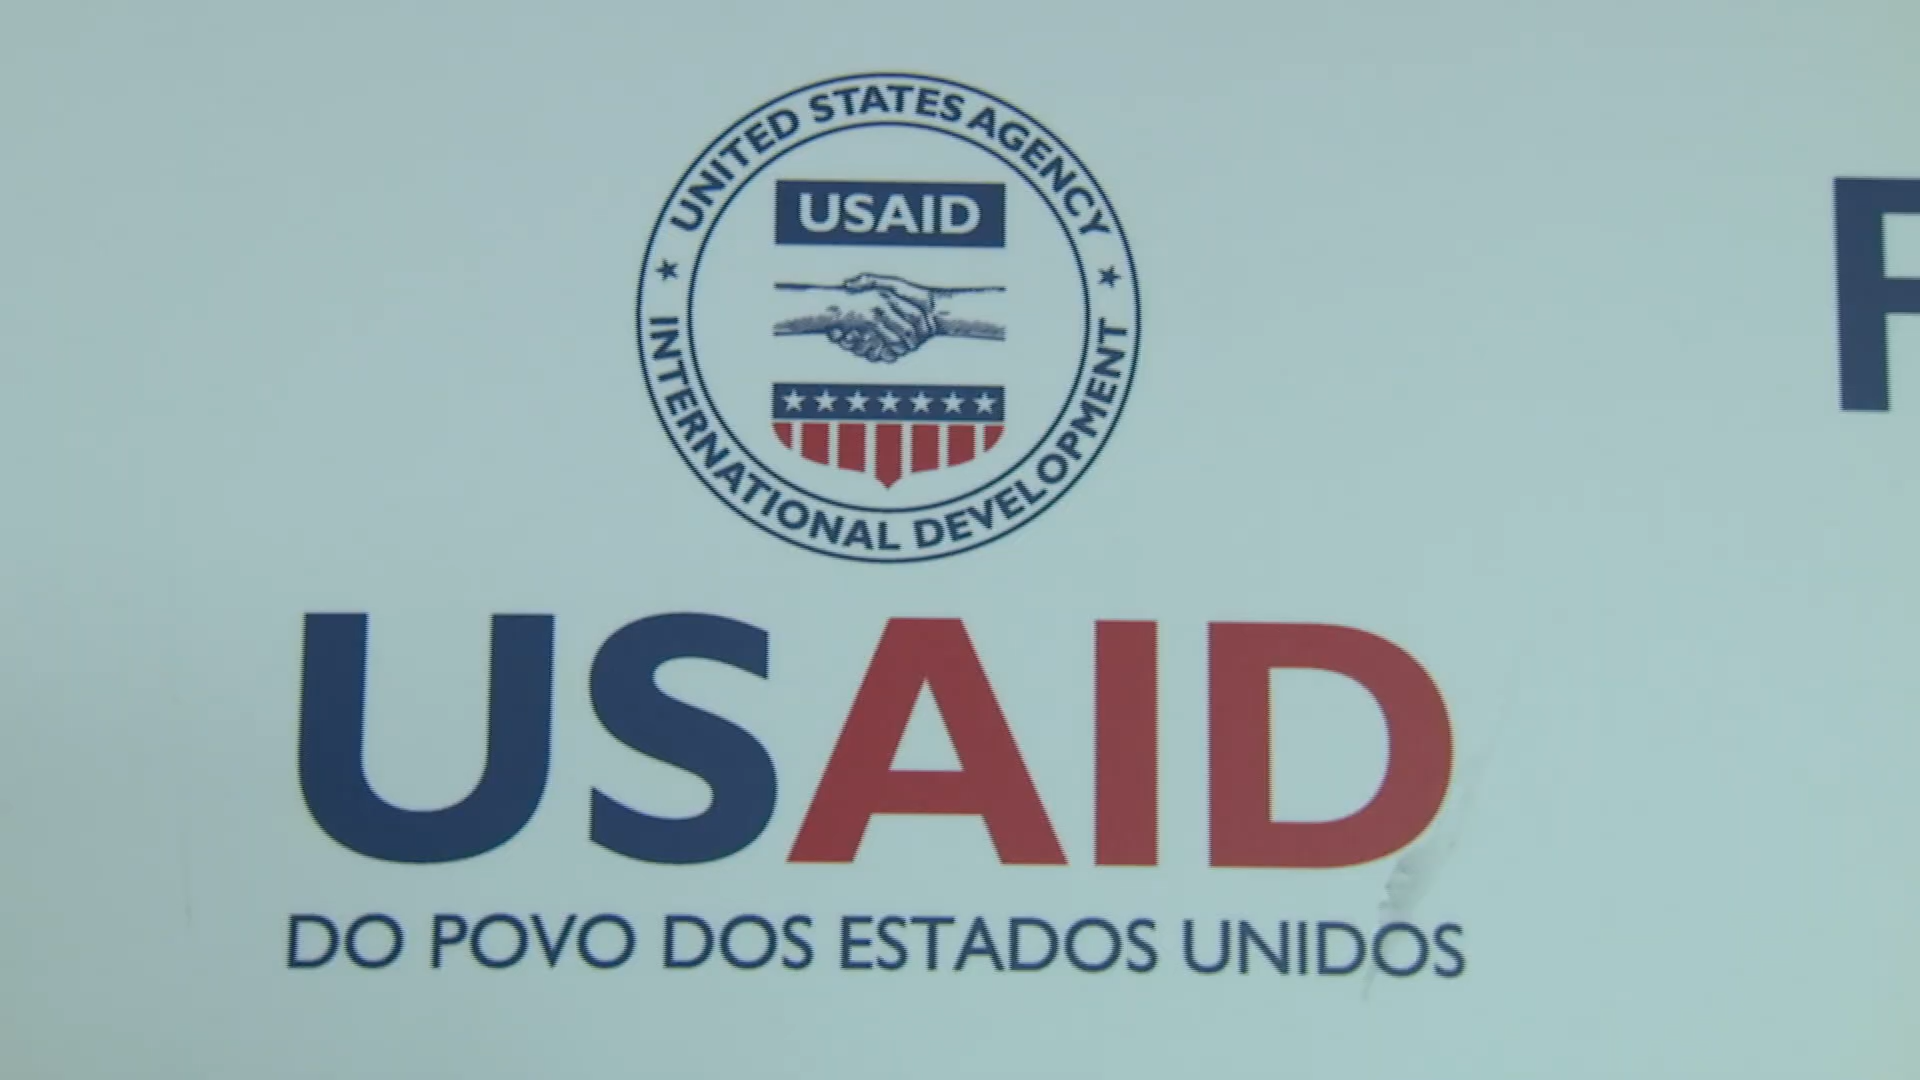 UNITED STATES AGENCY
USAID
INTERNATIONAL DEVELOPMENT
USAID
DO POVO DOS ESTADOS UNIDOS